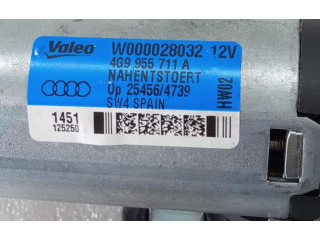 Valeo W000028032 12V
4G9 955 711 A
NAHENTSTOERT
Up 25456/4739
SW4 SPAIN
HW02
1451
125250